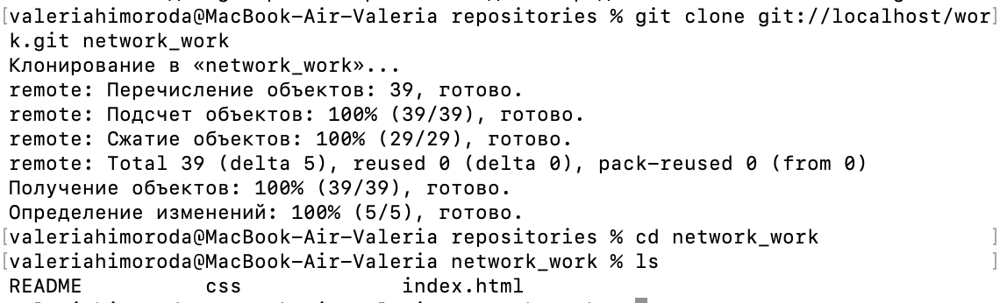 [valeriahimoroda@MacBook-Air-Valeria repositories % git clone git://localhost/wor]
k.git network_work
Клонирование в «network_work»...
remote: Перечисление объектов: 39, готово.
remote: Подсчет объектов: 100% (39/39), готово.
remote: Сжатие объектов: 100% (29/29), готово.
remote: Total 39 (delta 5), reused 0 (delta 0), pack-reused 0 (from 0)
Получение объектов: 100% (39/39), готово.
Определение изменений: 100% (5/5), готово.
[valeriahimoroda@MacBook-Air-Valeria repositories % cd network_work ]
[valeriahimoroda@MacBook-Air-Valeria network_work % ls ]
README css index.html